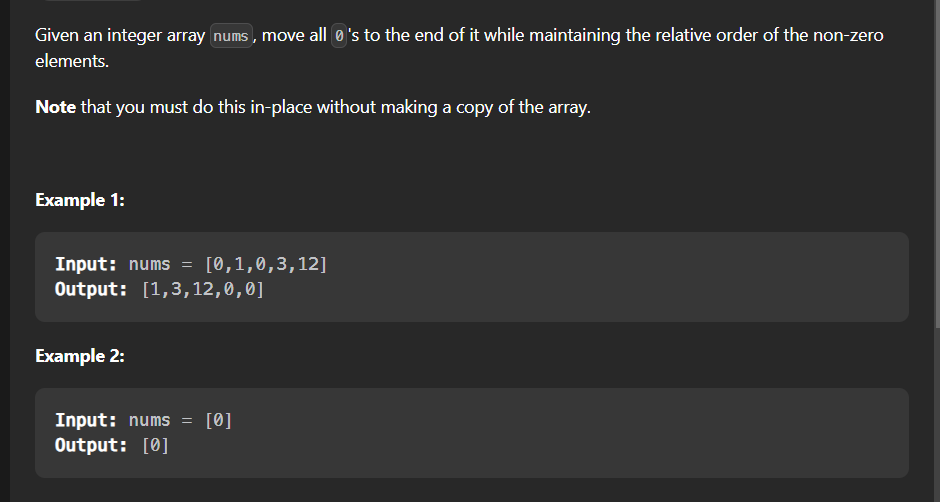 Given an integer array nums, move all 0's to the end of it while maintaining the relative order of the non-zero
elements.
Note that you must do this in-place without making a copy of the array.
Example 1:
Input: nums = [0,1,0,3,12]
Output: [1,3,12,0,0]
Example 2:
Input: nums = [0]
Output: [0]